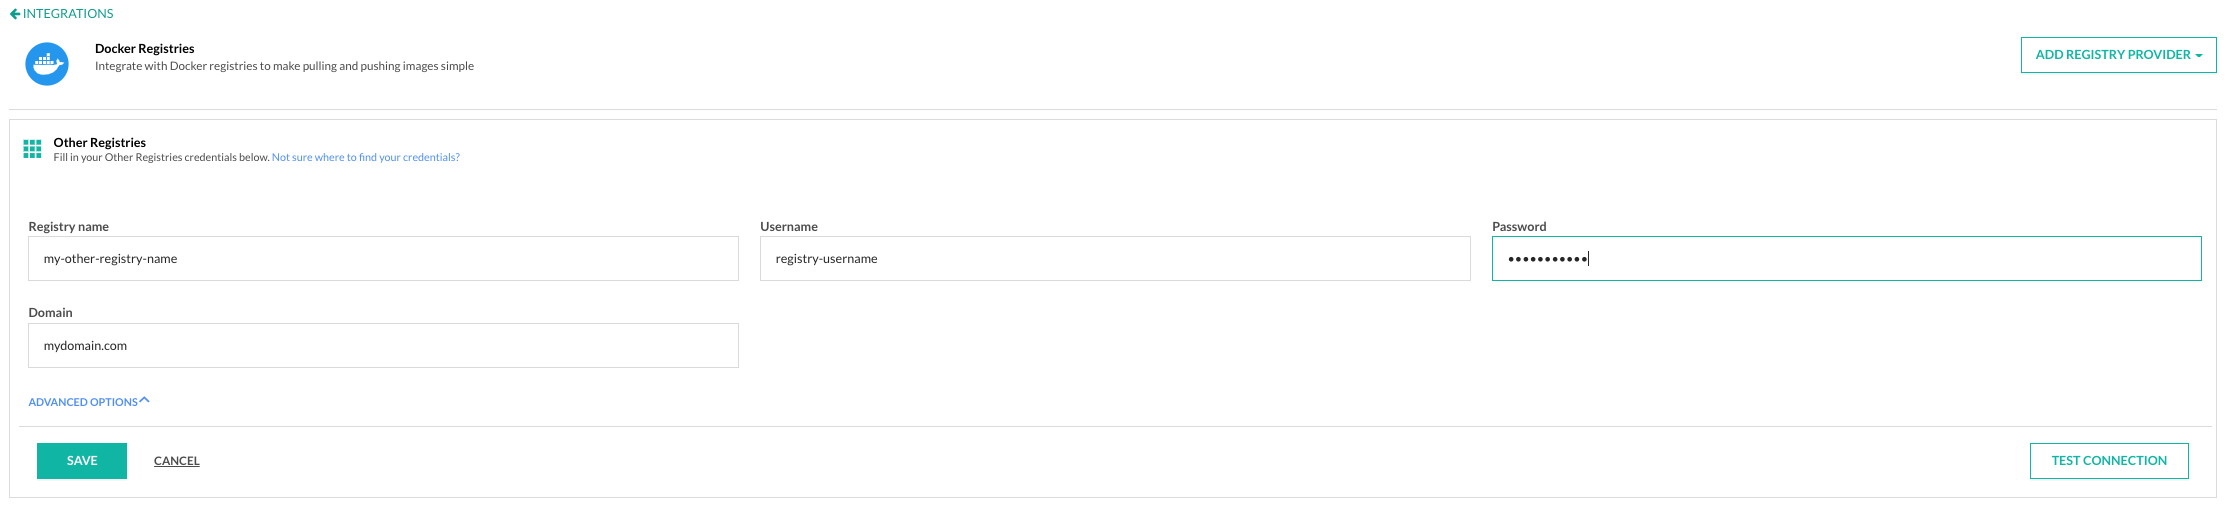 INTEGRATIONS
Docker Registries
Integrate with Docker registries to make pulling and pushing images simple
ADD REGISTRY PROVIDER
Other Registries
Fill in your Other Registries credentials below. Not sure where to find your credentials?
Registry name
my-other-registry-name
Username
registry-username
Password
•••••••••••
Domain
mydomain.com
ADVANCED OPTIONS
SAVE
CANCEL
TEST CONNECTION